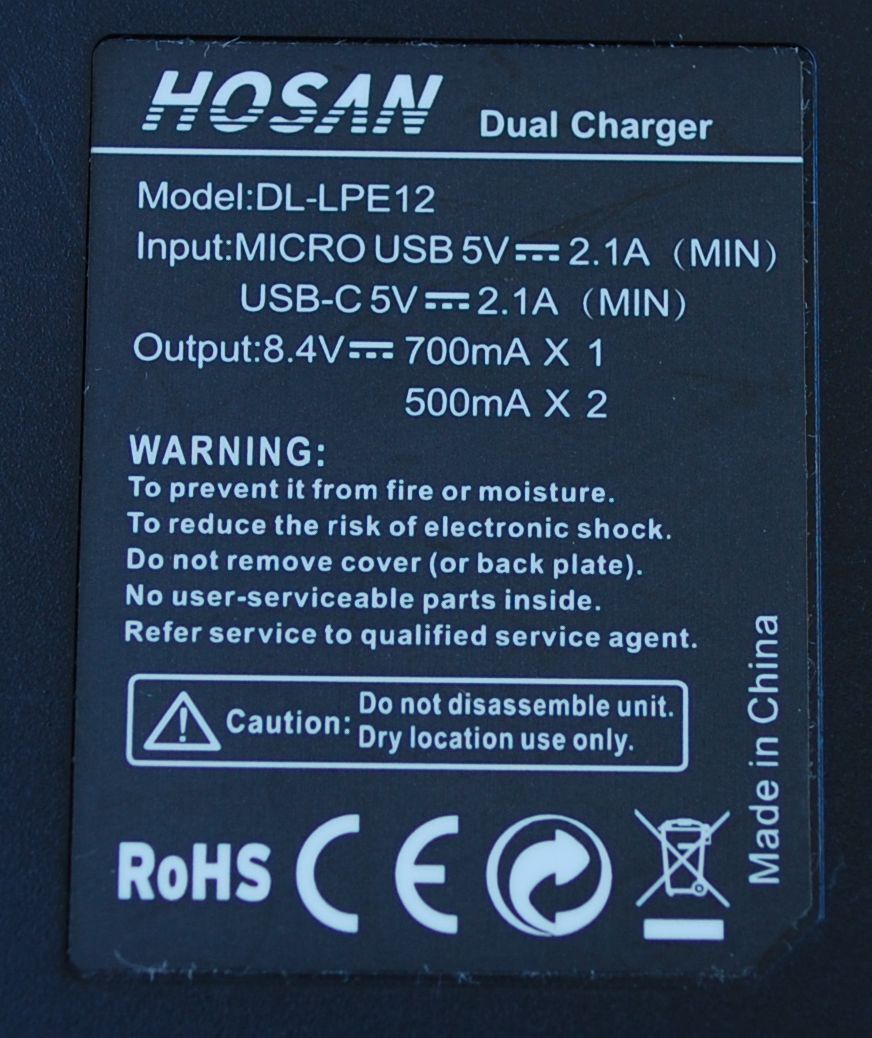 HOSAN Dual Charger
Model:DL-LPE12
Input:MICRO USB 5V⎓2.1A (MIN)
USB-C 5V⎓2.1A (MIN)
Output:8.4V⎓700mA X 1
500mA X 2
WARNING:
To prevent it from fire or moisture.
To reduce the risk of electronic shock.
Do not remove cover (or back plate).
No user-serviceable parts inside.
Refer service to qualified service agent.
Caution: Do not disassemble unit.
Dry location use only.
Made in China
RoHS CE